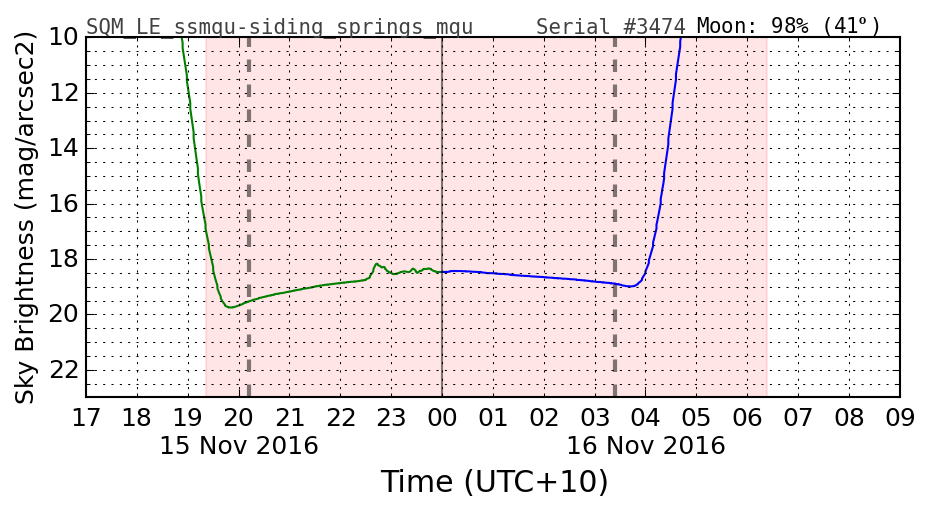 SQM_LE_ssmqu-siding_springs_mqu Serial #3474 Moon: 98% (41°)
Sky Brightness (mag/arcsec2)
10
12
14
16
18
20
22
17 18 19 20 21 22 23 00 01 02 03 04 05 06 07 08 09
15 Nov 2016 16 Nov 2016
Time (UTC+10)